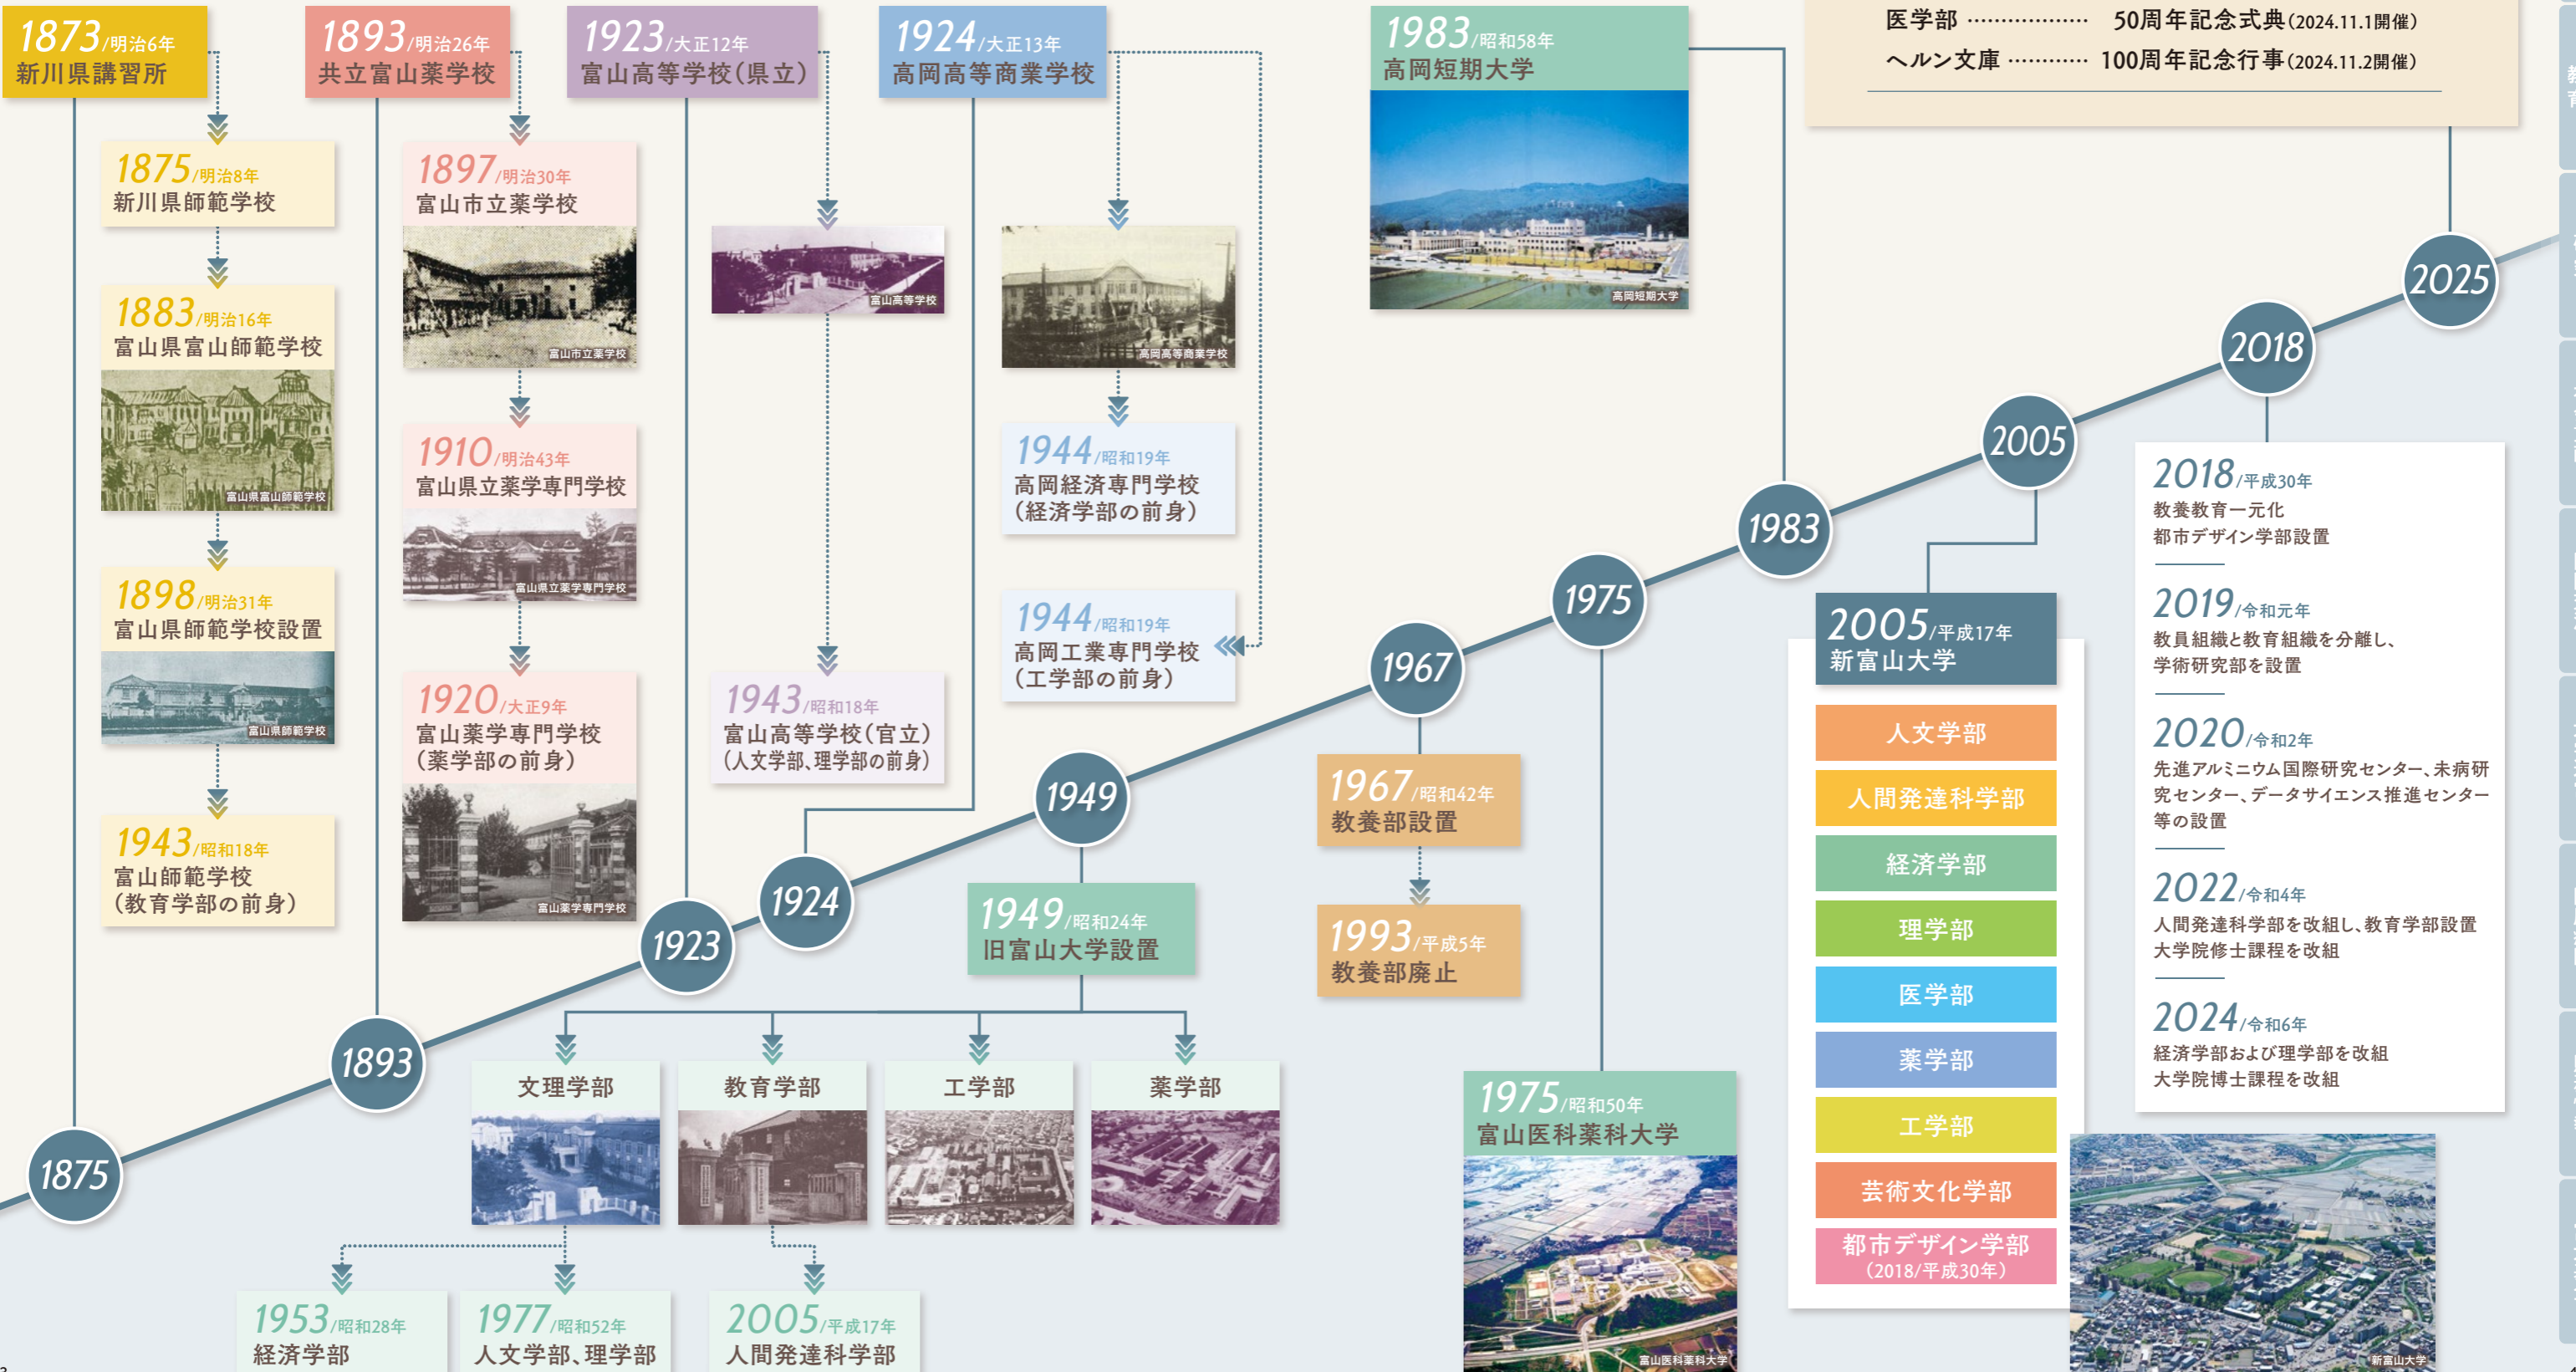 1873/明治6年
新川県講習所
1875/明治8年
新川県師範学校
1883/明治16年
富山県富山師範学校
富山県富山師範学校
1898/明治31年
富山県師範学校設置
富山県師範学校
1943/昭和18年
富山師範学校
(教育学部の前身)
1893/明治26年
共立富山薬学校
1897/明治30年
富山市立薬学校
富山市立薬学校
1910/明治43年
富山県立薬学専門学校
富山県立薬学専門学校
1920/大正9年
富山薬学専門学校
(薬学部の前身)
富山薬学専門学校
1923/大正12年
富山高等学校(県立)
富山高等学校
1943/昭和18年
富山高等学校(官立)
(人文学部、理学部の前身)
1924/大正13年
高岡高等商業学校
高岡高等商業学校
1944/昭和19年
高岡経済専門学校
(経済学部の前身)
1944/昭和19年
高岡工業専門学校
(工学部の前身)
1983/昭和58年
高岡短期大学
高岡短期大学
医学部 ……………… 50周年記念式典(2024.11.1開催)
ヘルン文庫 ………… 100周年記念行事(2024.11.2開催)
1875
1893
1923
1924
1949
1967
1975
1983
2005
2018
2025
1949/昭和24年
旧富山大学設置
文理学部
教育学部
工学部
薬学部
1953/昭和28年
経済学部
1977/昭和52年
人文学部、理学部
2005/平成17年
人間発達科学部
1967/昭和42年
教養部設置
1993/平成5年
教養部廃止
1975/昭和50年
富山医科薬科大学
富山医科薬科大学
2005/平成17年
新富山大学
人文学部
人間発達科学部
経済学部
理学部
医学部
薬学部
工学部
芸術文化学部
都市デザイン学部
(2018/平成30年)
2018/平成30年
教養教育一元化
都市デザイン学部設置
2019/令和元年
教員組織と教育組織を分離し、
学術研究部を設置
2020/令和2年
先進アルミニウム国際研究センター、未病研
究センター、データサイエンス推進センター
等の設置
2022/令和4年
人間発達科学部を改組し、教育学部設置
大学院修士課程を改組
2024/令和6年
経済学部および理学部を改組
大学院博士課程を改組
新富山大学